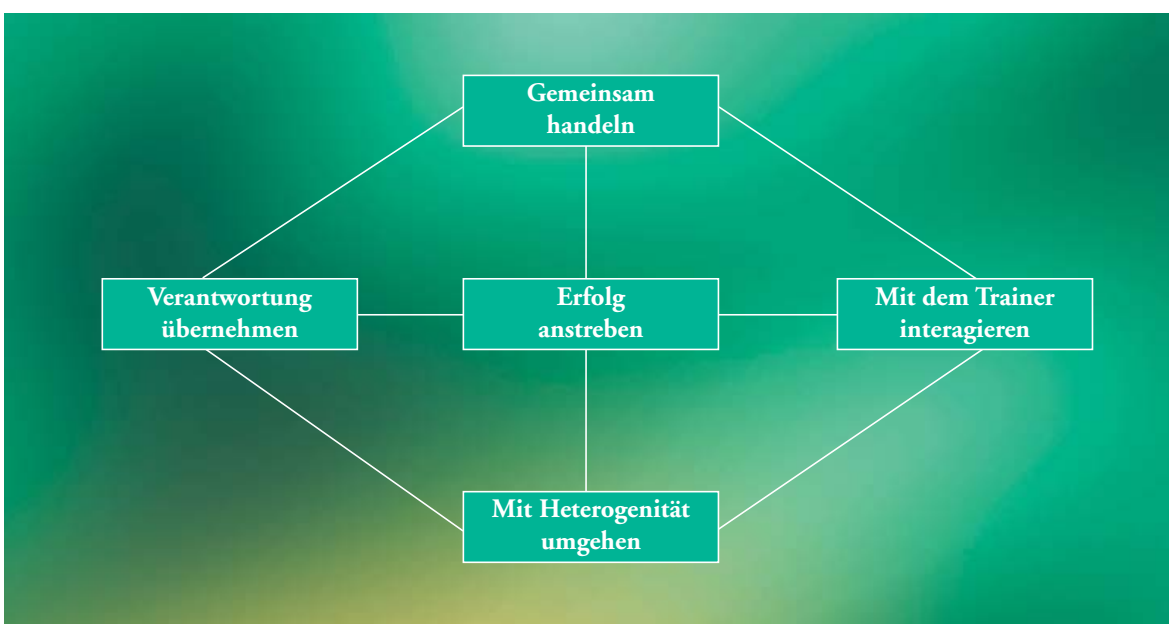 Gemeinsam
handeln
Verantwortung
übernehmen
Erfolg
anstreben
Mit dem Trainer
interagieren
Mit Heterogenität
umgehen